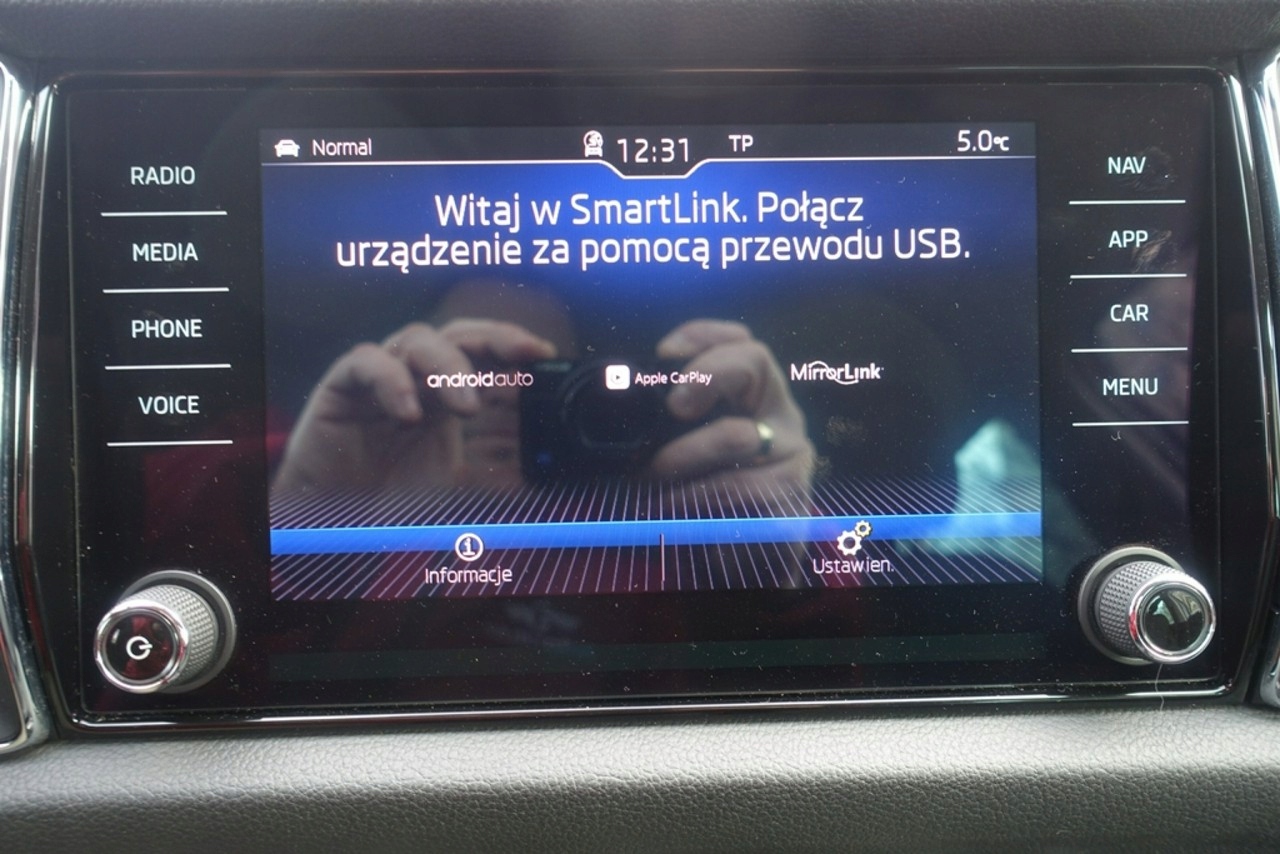 Normal
12:31
TP
5.0°C
RADIO
MEDIA
PHONE
VOICE
Witaj w SmartLink. Połącz
urządzenie za pomocą przewodu USB.
androidauto
Apple CarPlay
MirrorLink
Informacje
Ustawien.
NAV
APP
CAR
MENU